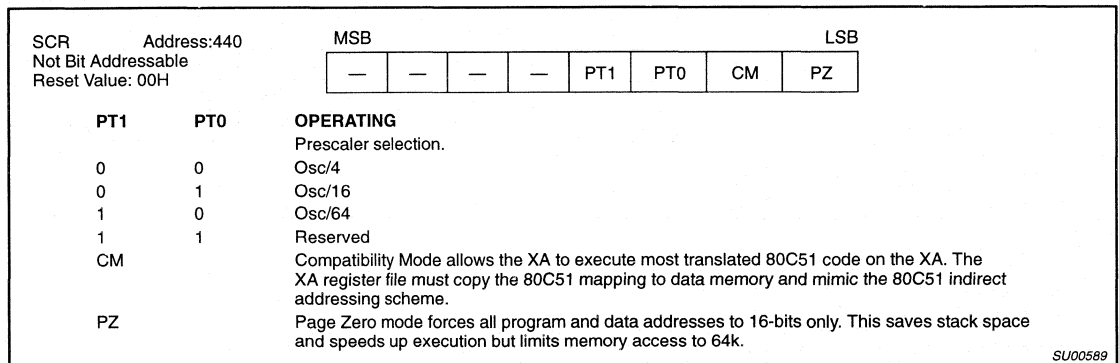 SCR Address:440 MSB LSB
Not Bit Addressable
Reset Value: 00H
— — — — PT1 PT0 CM PZ
PT1 PT0 OPERATING
Prescaler selection.
0 0 Osc/4
0 1 Osc/16
1 0 Osc/64
1 1 Reserved
CM Compatibility Mode allows the XA to execute most translated 80C51 code on the XA. The
XA register file must copy the 80C51 mapping to data memory and mimic the 80C51 indirect
addressing scheme.
PZ Page Zero mode forces all program and data addresses to 16-bits only. This saves stack space
and speeds up execution but limits memory access to 64k.
SU00589